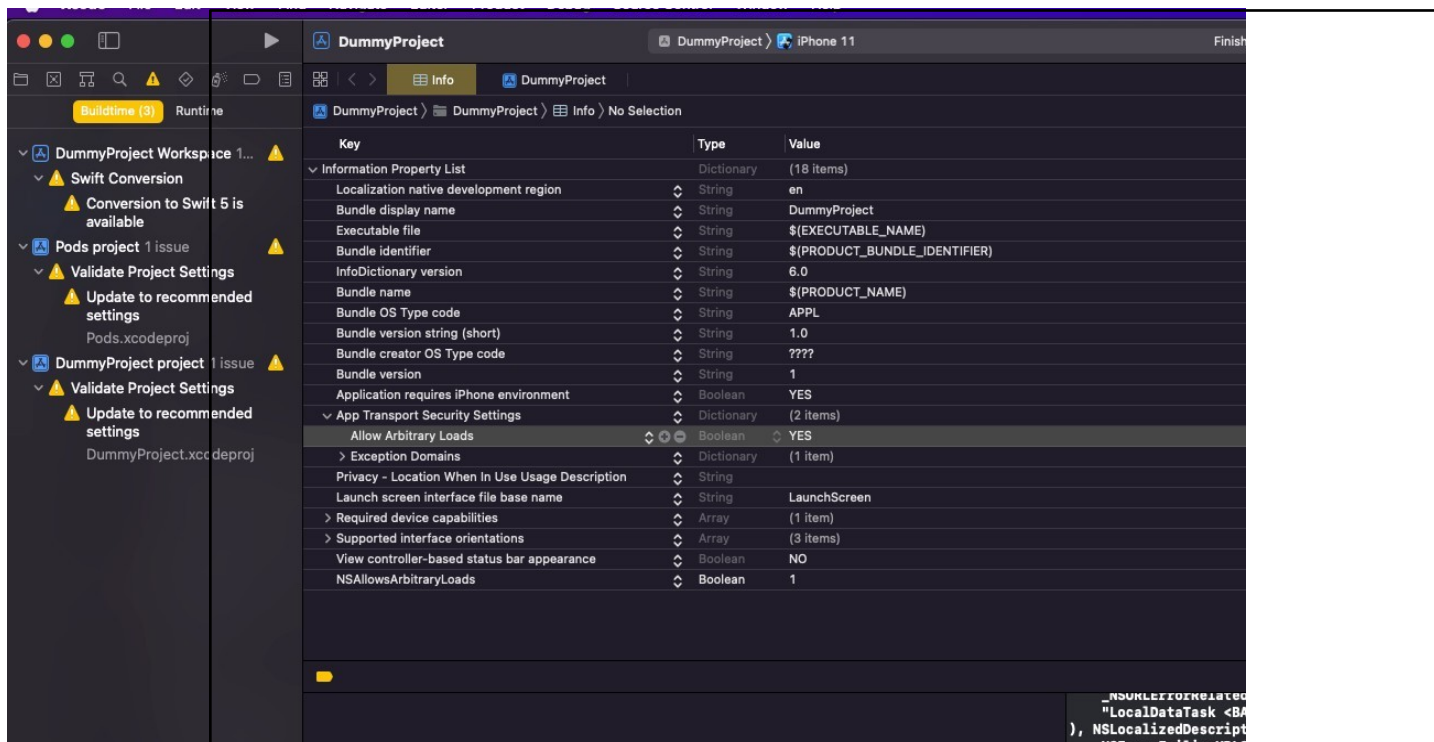 DummyProject
DummyProject 〉 iPhone 11
Finish
Info
DummyProject
Buildtime (3) Runtime
DummyProject 〉 DummyProject 〉 Info 〉 No Selection
DummyProject Workspace 1...
Swift Conversion
Conversion to Swift 5 is
available
Pods project 1 issue
Validate Project Settings
Update to recommended
settings
Pods.xcodeproj
DummyProject project 1 issue
Validate Project Settings
Update to recommended
settings
DummyProject.xcodeproj
Key Type Value
Information Property List Dictionary (18 items)
Localization native development region String en
Bundle display name String DummyProject
Executable file String $(EXECUTABLE_NAME)
Bundle identifier String $(PRODUCT_BUNDLE_IDENTIFIER)
InfoDictionary version String 6.0
Bundle name String $(PRODUCT_NAME)
Bundle OS Type code String APPL
Bundle version string (short) String 1.0
Bundle creator OS Type code String ????
Bundle version String 1
Application requires iPhone environment Boolean YES
App Transport Security Settings Dictionary (2 items)
Allow Arbitrary Loads Boolean YES
Exception Domains Dictionary (1 item)
Privacy - Location When In Use Usage Description String
Launch screen interface file base name String LaunchScreen
Required device capabilities Array (1 item)
Supported interface orientations Array (3 items)
View controller-based status bar appearance Boolean NO
NSAllowsArbitraryLoads Boolean 1
_NSURLErrorRelated
"LocalDataTask <BA
), NSLocalizedDescript